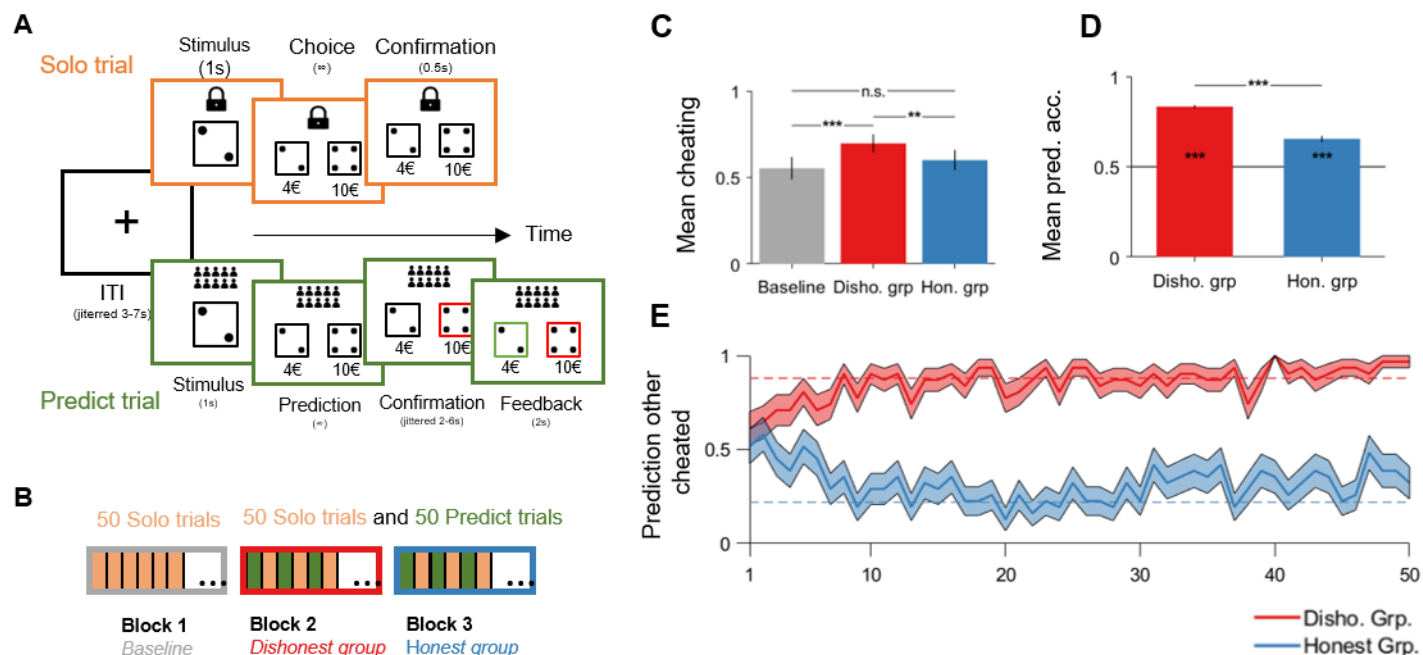 A
Solo trial
Stimulus
(1s)
Choice
(∞)
Confirmation
(0.5s)
4€
10€
4€
10€
+
ITI
(jiterred 3-7s)
Time
4€
10€
4€
10€
4€
10€
Predict trial
Stimulus
(1s)
Prediction
(∞)
Confirmation
(jittered 2-6s)
Feedback
(2s)
B
50 Solo trials
50 Solo trials and 50 Predict trials
...
...
...
Block 1
Baseline
Block 2
Dishonest group
Block 3
Honest group
C
Mean cheating
1
0.5
0
n.s.
***
**
Baseline
Disho. grp
Hon. grp
D
Mean pred. acc.
1
0.5
0
***
***
***
Disho. grp
Hon. grp
E
Prediction other
cheated
1
0.5
0
1
10
20
30
40
50
Disho. Grp.
Honest Grp.